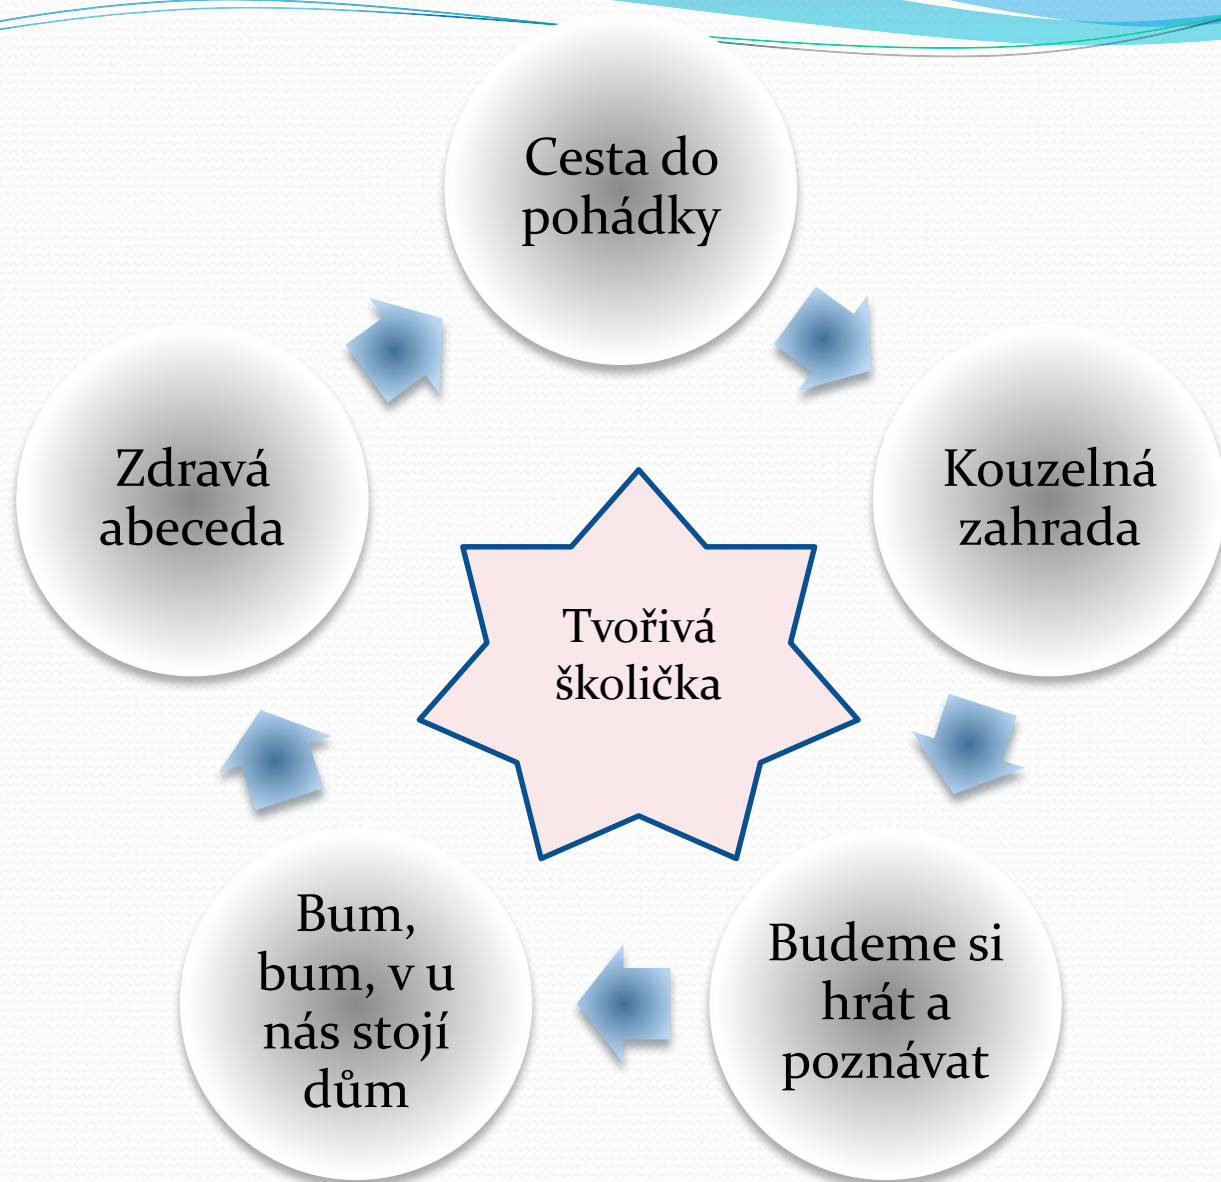 Cesta do
pohádky
Kouzelná
zahrada
Budeme si
hrát a
poznávat
Bum,
bum, v u
nás stojí
dům
Zdravá
abeceda
Tvořivá
školička